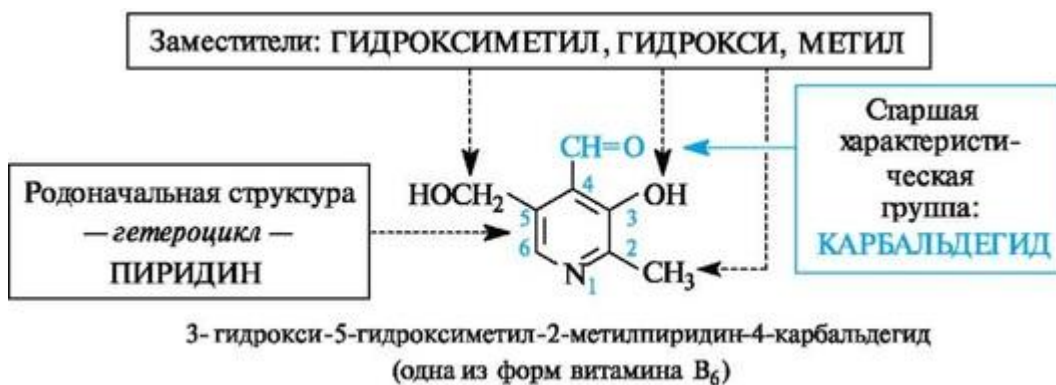 Заместители: ГИДРОКСИМЕТИЛ, ГИДРОКСИ, МЕТИЛ
Старшая
характеристи-
ческая
группа:
КАРБАЛЬДЕГИД
Родоначальная структура
— гетероцикл —
ПИРИДИН
CH=O
HOCH₂
OH
4
5
3
6
2
N
1
CH₃
3- гидрокси-5-гидроксиметил-2-метилпиридин-4-карбальдегид
(одна из форм витамина B₆)